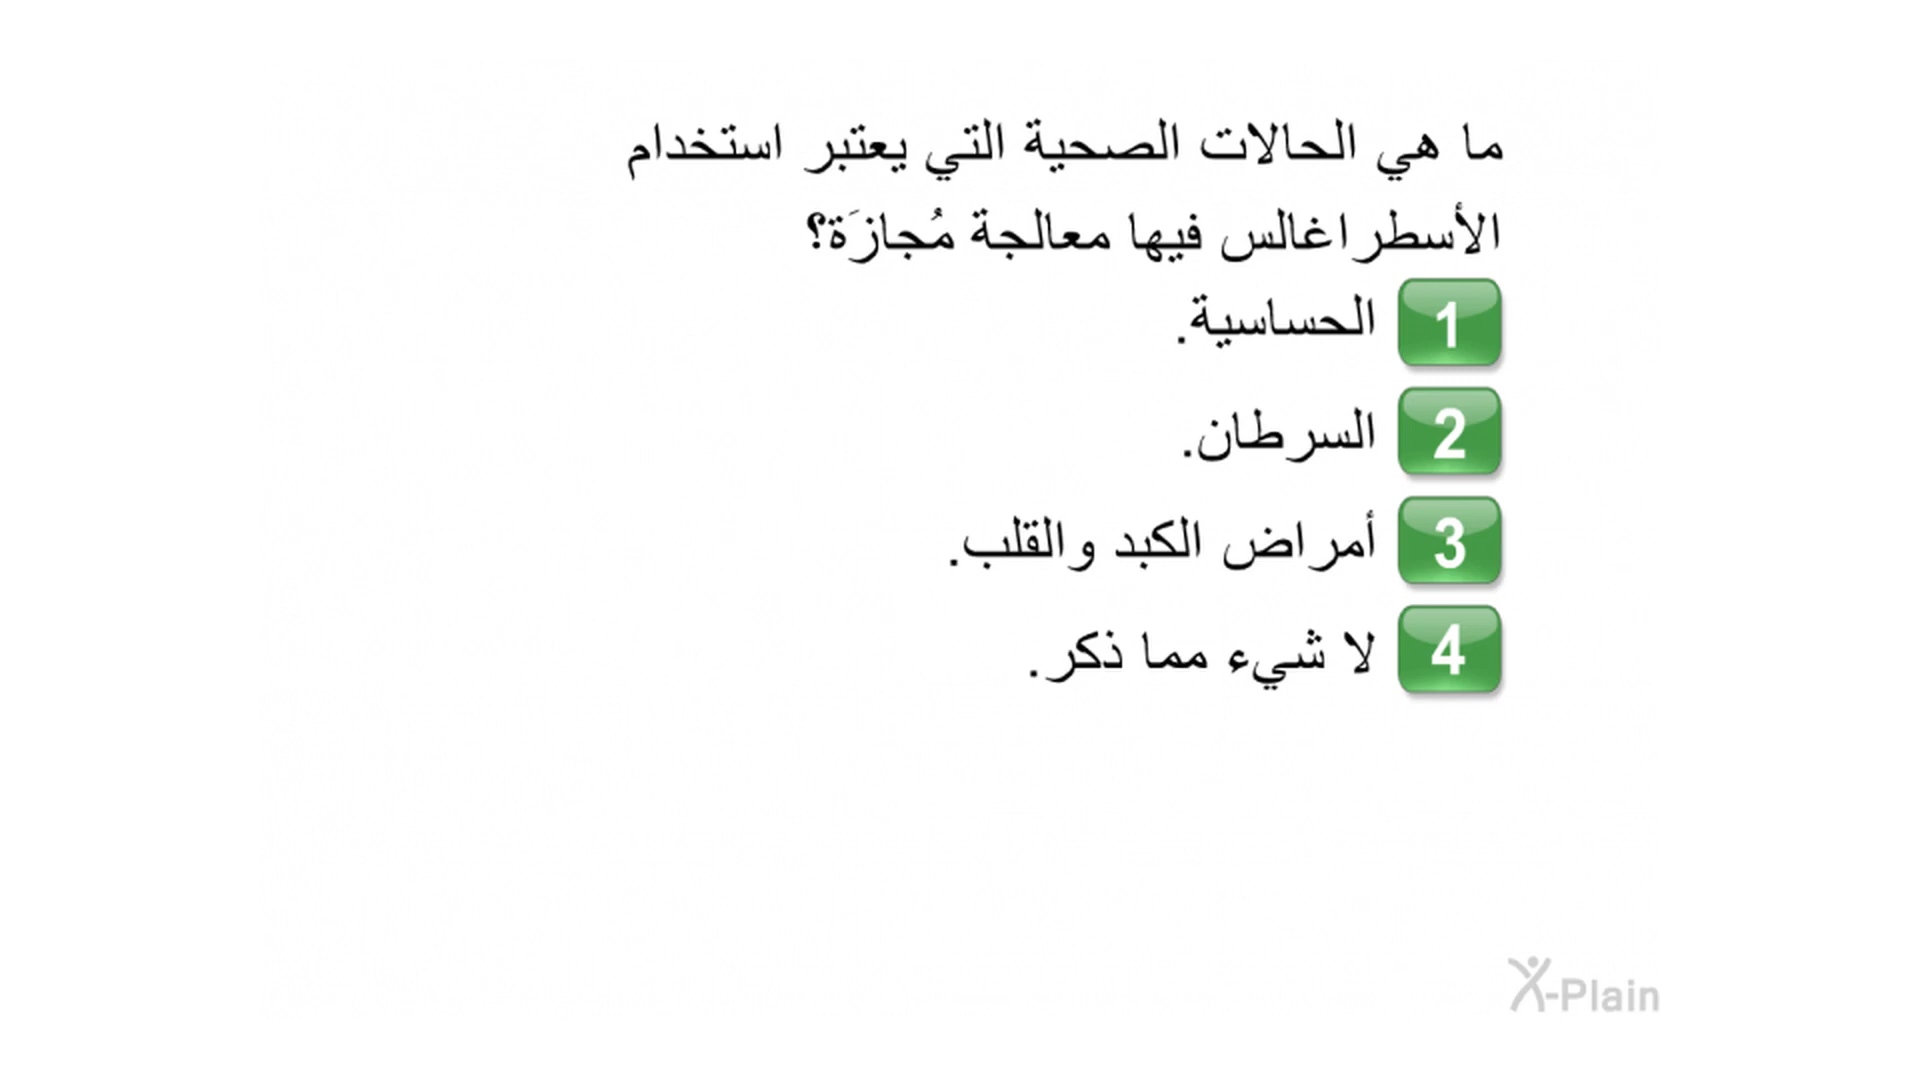 ما هي الحالات الصحية التي يعتبر استخدام
الأسطراغالس فيها معالجة مُجازَة؟
1 الحساسية.
2 السرطان.
3 أمراض الكبد والقلب.
4 لا شيء مما ذكر.
X-Plain